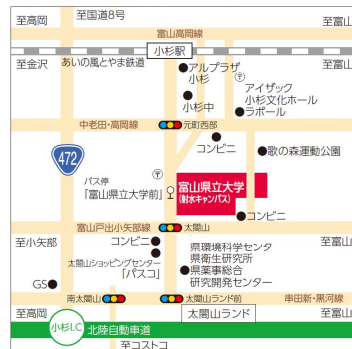 至高岡
至国道8号
至富山
富山高岡線
小杉駅
至金沢
あいの風とやま鉄道
至富山
アルプラザ
小杉
アイザック
小杉文化ホール
ラポール
小杉中
中老田・高岡線
元町西部
コンビニ
歌の森運動公園
472
バス停
「富山県立大学前」
富山県立大学
(射水キャンパス)
コンビニ
富山戸出小矢部線
太閤山
至小矢部
コンビニ
至富山
太閤山ショッピングセンター
「パスコ」
県環境科学センタ
県衛生研究所
県薬事総合
研究開発センター
GS
南太閤山
太閤山ランド前
串田新・黒河線
至高岡
太閤山ランド
至富山
小杉I.C
北陸自動車道
至コストコ